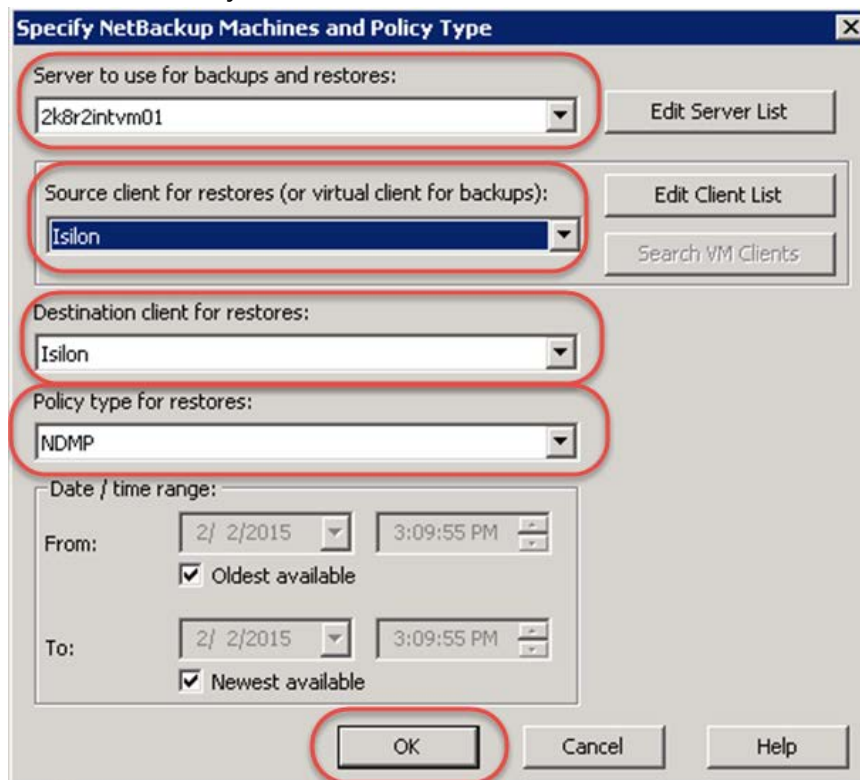 Specify NetBackup Machines and Policy Type
Server to use for backups and restores:
2k8r2intvm01
Edit Server List
Source client for restores (or virtual client for backups):
Edit Client List
Isilon
Search VM Clients
Destination client for restores:
Isilon
Policy type for restores:
NDMP
Date / time range:
From: 2/ 2/2015 3:09:55 PM
Oldest available
To: 2/ 2/2015 3:09:55 PM
Newest available
OK Cancel Help